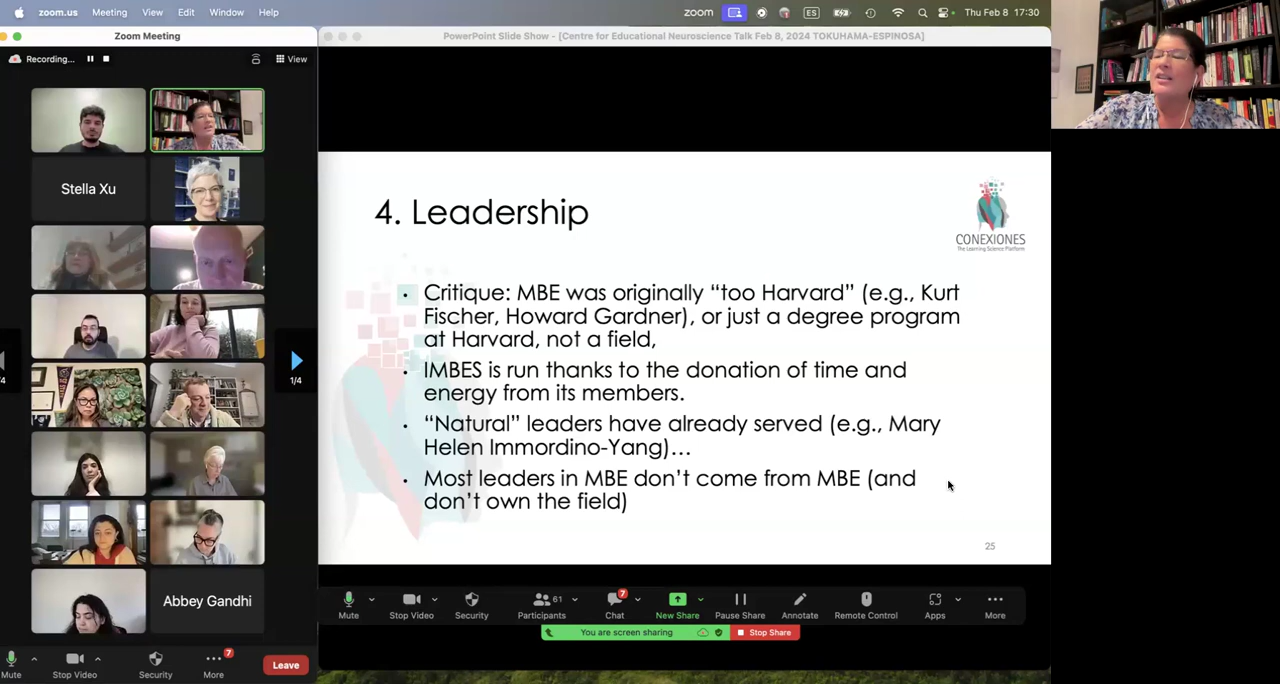 zoom.us Meeting View Edit Window Help
zoom ES Thu Feb 8 17:30
Zoom Meeting
PowerPoint Slide Show - [Centre for Educational Neuroscience Talk Feb 8, 2024 TOKUHAMA-ESPINOSA]
Recording...
View
Stella Xu
1/4
Abbey Gandhi
Mute
Stop Video
Security
7
More
Leave
4. Leadership
CONEXIONES
The Learning Science Platform
• Critique: MBE was originally “too Harvard” (e.g., Kurt
Fischer, Howard Gardner), or just a degree program
at Harvard, not a field,
• IMBES is run thanks to the donation of time and
energy from its members.
• “Natural” leaders have already served (e.g., Mary
Helen Immordino-Yang)…
• Most leaders in MBE don’t come from MBE (and
don’t own the field)
25
61
7
Mute Stop Video Security Participants Chat New Share Pause Share Annotate Remote Control Apps More
You are screen sharing Stop Share